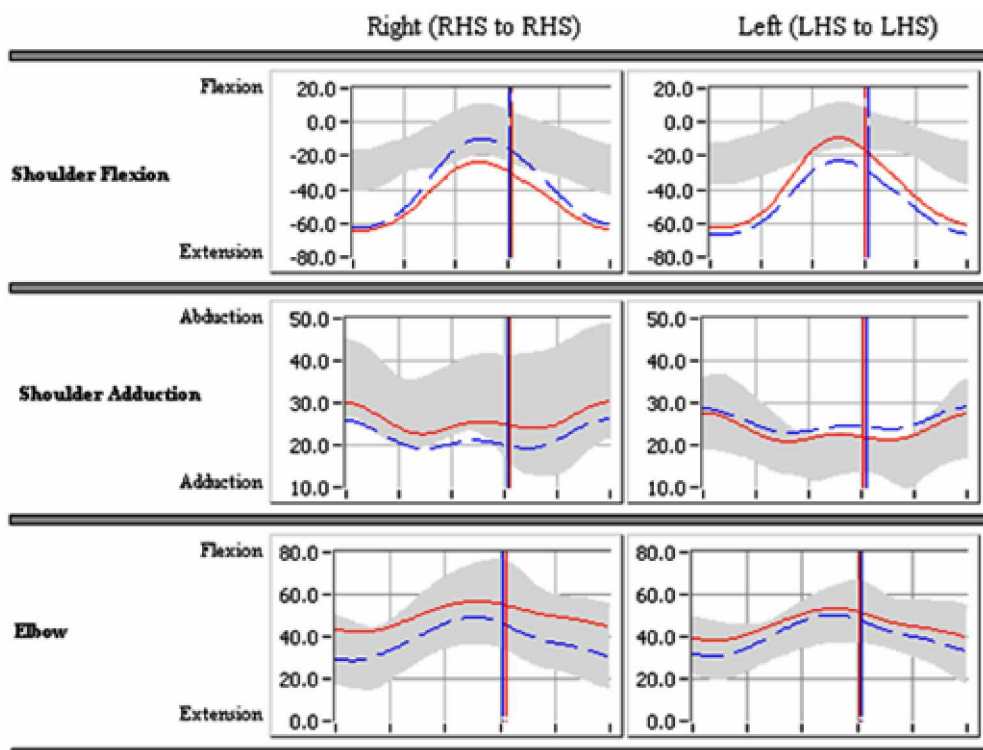 Right (RHS to RHS) Left (LHS to LHS)
Flexion 20.0 20.0
0.0 0.0
Shoulder Flexion -20.0 -20.0
-40.0 -40.0
-60.0 -60.0
Extension -80.0 -80.0
Abduction 50.0 50.0
40.0 40.0
Shoulder Adduction 30.0 30.0
20.0 20.0
Adduction 10.0 10.0
Flexion 80.0 80.0
60.0 60.0
Elbow 40.0 40.0
20.0 20.0
Extension 0.0 0.0